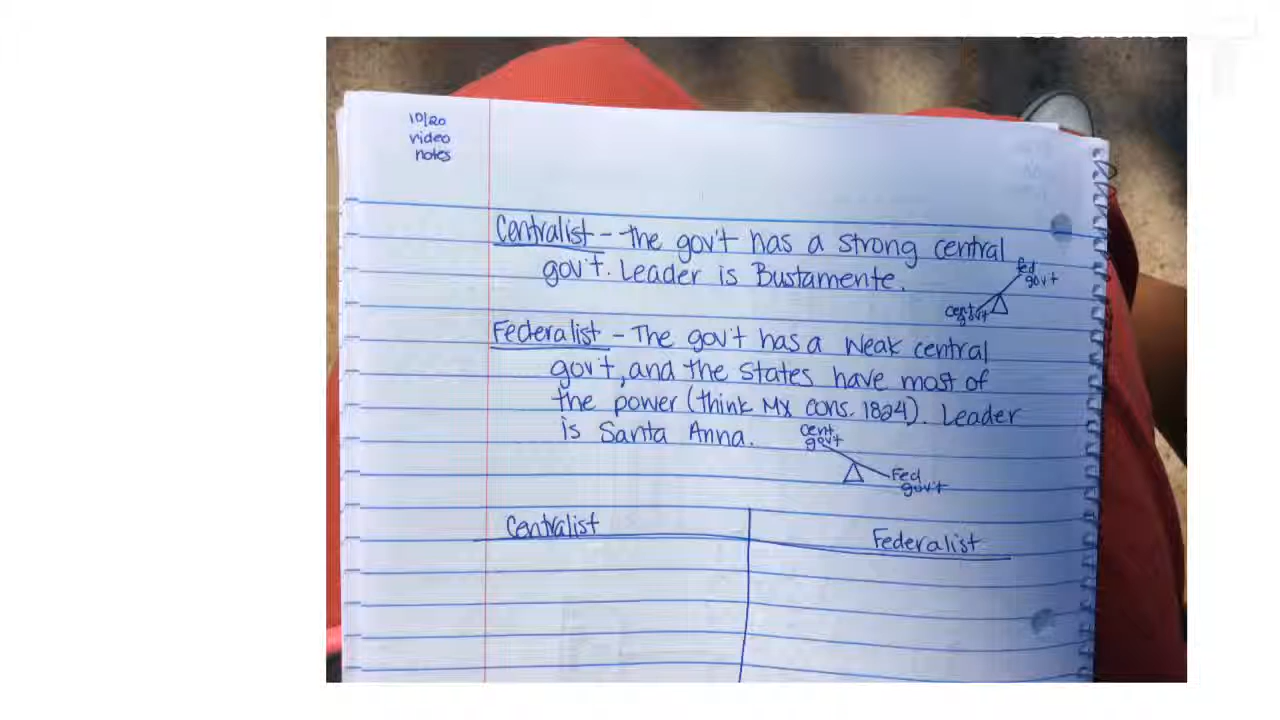 10/20
video
notes
Centralist - the gov't has a strong central
gov't. Leader is Bustamente.
fed
gov't
cent
gov't
Federalist - The gov't has a weak central
gov't, and the states have most of
the power (think MX cons. 1824). Leader
is Santa Anna.
cent
gov't
Fed
gov't
Centralist
Federalist